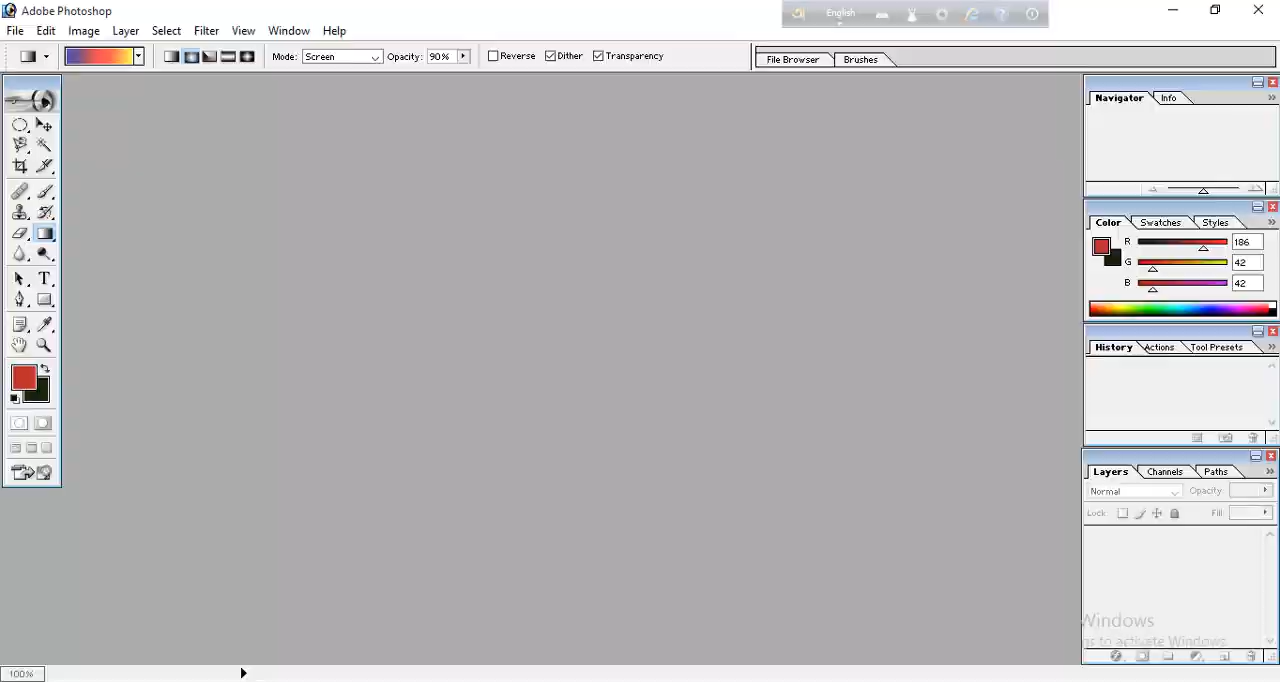 Adobe Photoshop
English
File Edit Image Layer Select Filter View Window Help
Mode: Screen Opacity: 90% Reverse Dither Transparency File Browser Brushes
Navigator Info
Color Swatches Styles
R 186
G 42
B 42
T
History Actions Tool Presets
Layers Channels Paths
Normal Opacity:
Lock: Fill:
Windows
gs to activate Windows.
100%